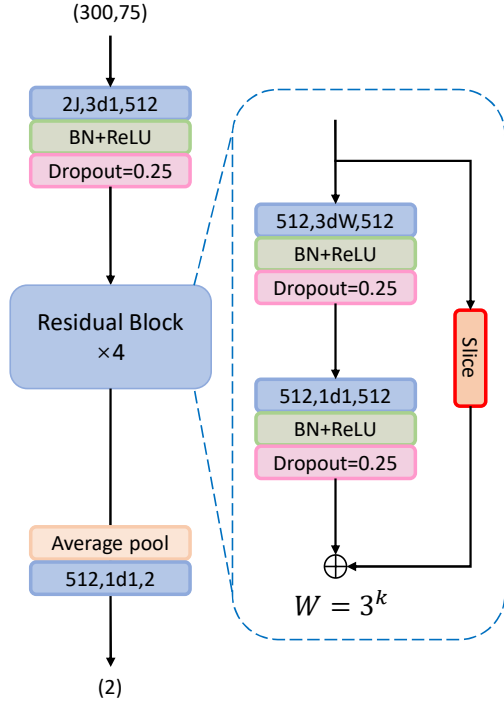 (300,75)
2J,3d1,512
BN+ReLU
Dropout=0.25
Residual Block
×4
Average pool
512,1d1,2
(2)
512,3dW,512
BN+ReLU
Dropout=0.25
512,1d1,512
BN+ReLU
Dropout=0.25
Slice
W = 3^k